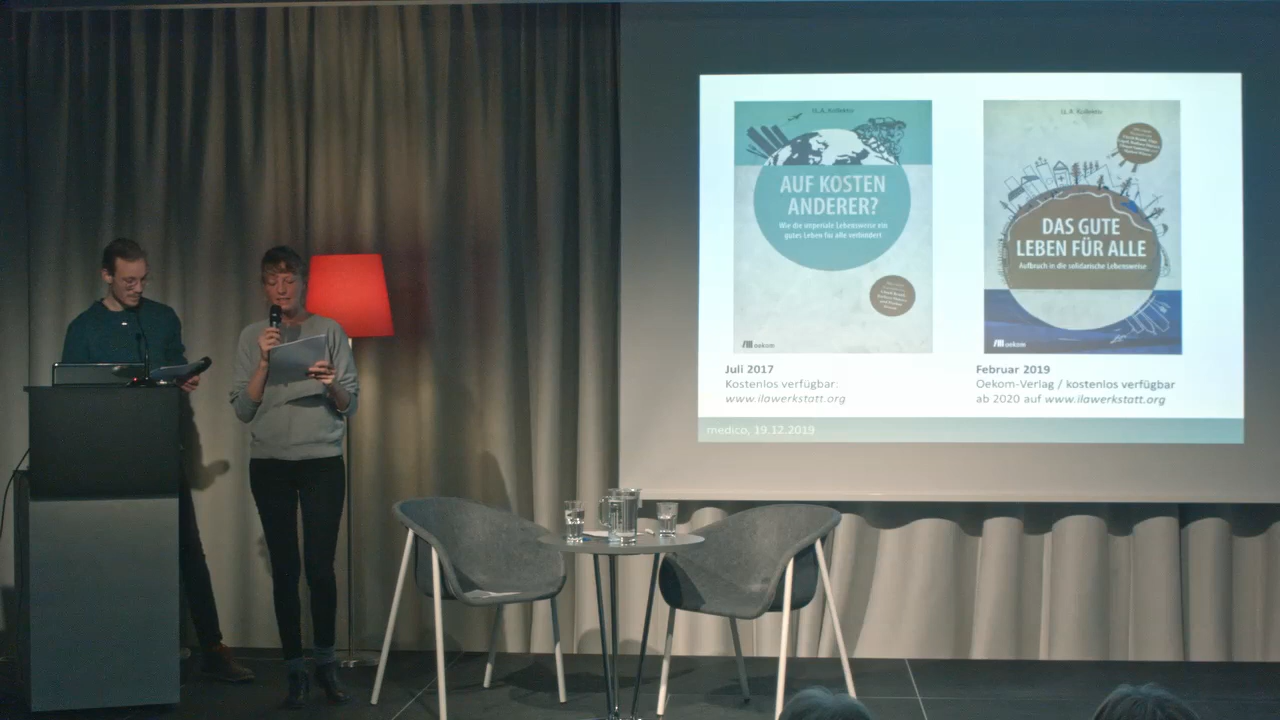 I.L.A. Kollektiv
AUF KOSTEN
ANDERER?
Wie die imperiale Lebensweise ein
gutes Leben für alle verhindert
oekom
Juli 2017
Kostenlos verfügbar:
www.ilawerkstatt.org
I.L.A. Kollektiv
DAS GUTE
LEBEN FÜR ALLE
Aufbruch in die solidarische Lebensweise
oekom
Februar 2019
Oekom-Verlag / kostenlos verfügbar
ab 2020 auf www.ilawerkstatt.org
medico, 19.12.2019